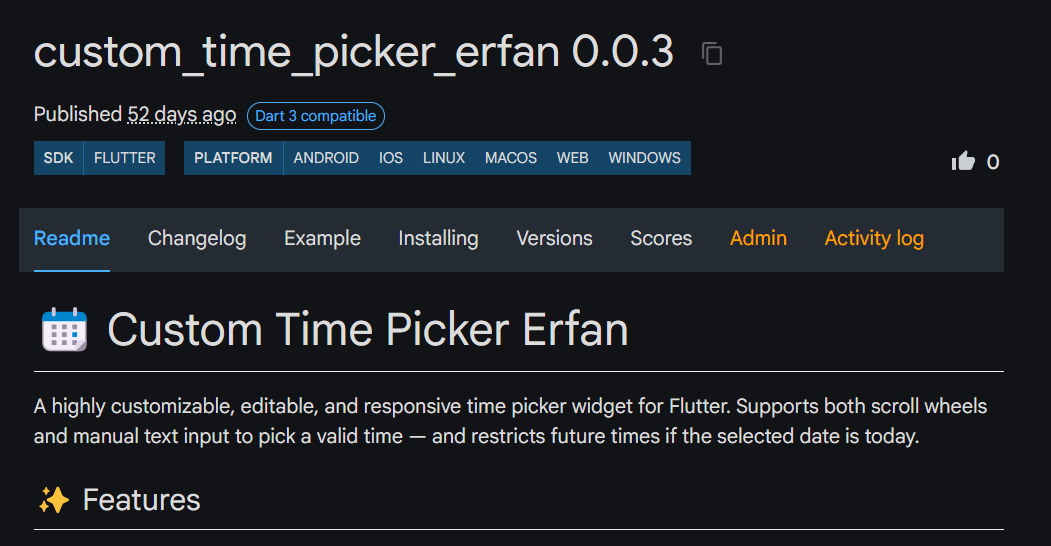 custom_time_picker_erfan 0.0.3
Published 52 days ago Dart 3 compatible
SDK FLUTTER PLATFORM ANDROID IOS LINUX MACOS WEB WINDOWS
0
Readme Changelog Example Installing Versions Scores Admin Activity log
Custom Time Picker Erfan
A highly customizable, editable, and responsive time picker widget for Flutter. Supports both scroll wheels
and manual text input to pick a valid time — and restricts future times if the selected date is today.
Features